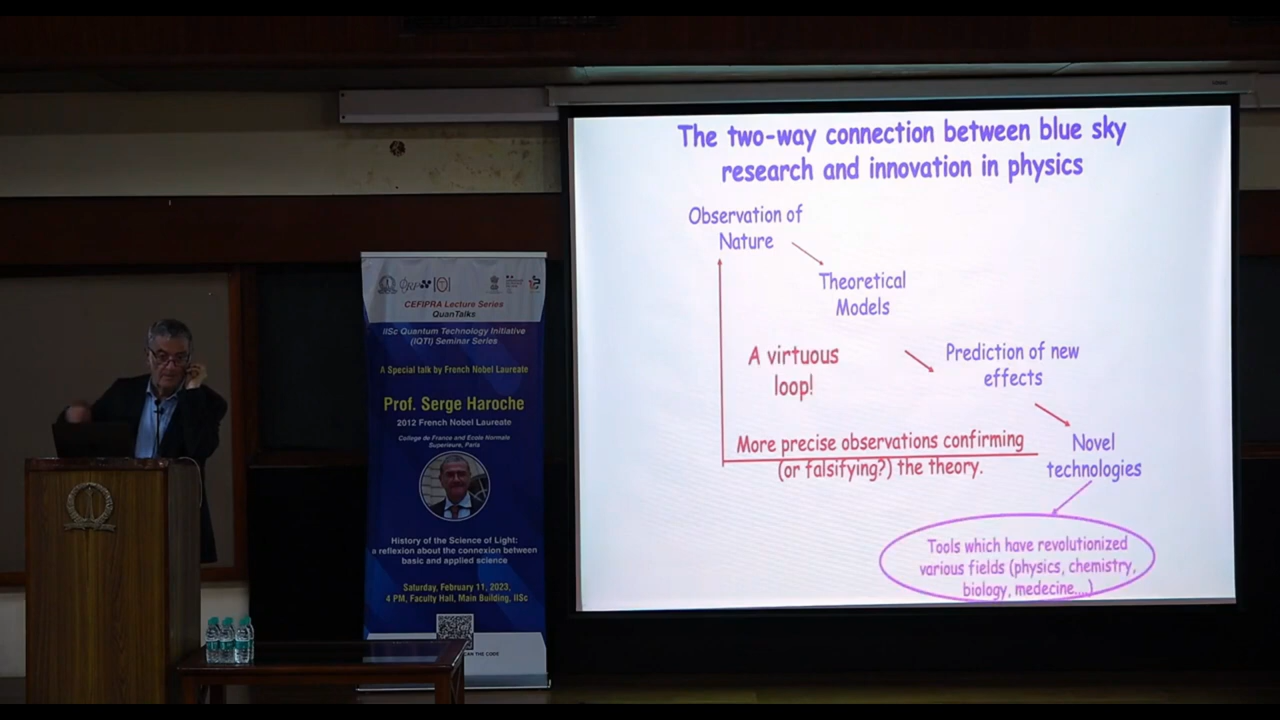 CEFIPRA Lecture Series
QuanTalks
IISc Quantum Technology Initiative
(IQTI) Seminar Series
A Special talk by French Nobel Laureate
Prof. Serge Haroche
2012 French Nobel Laureate
College de France and Ecole Normale
Superieure, Paris
History of the Science of Light:
a reflexion about the connexion between
basic and applied science
Saturday, February 11, 2023,
4 PM, Faculty Hall, Main Building, IISc
CAN THE CODE
The two-way connection between blue sky
research and innovation in physics
Observation of
Nature
Theoretical
Models
A virtuous
loop!
Prediction of new
effects
More precise observations confirming
(or falsifying?) the theory.
Novel
technologies
Tools which have revolutionized
various fields (physics, chemistry,
biology, medecine....)